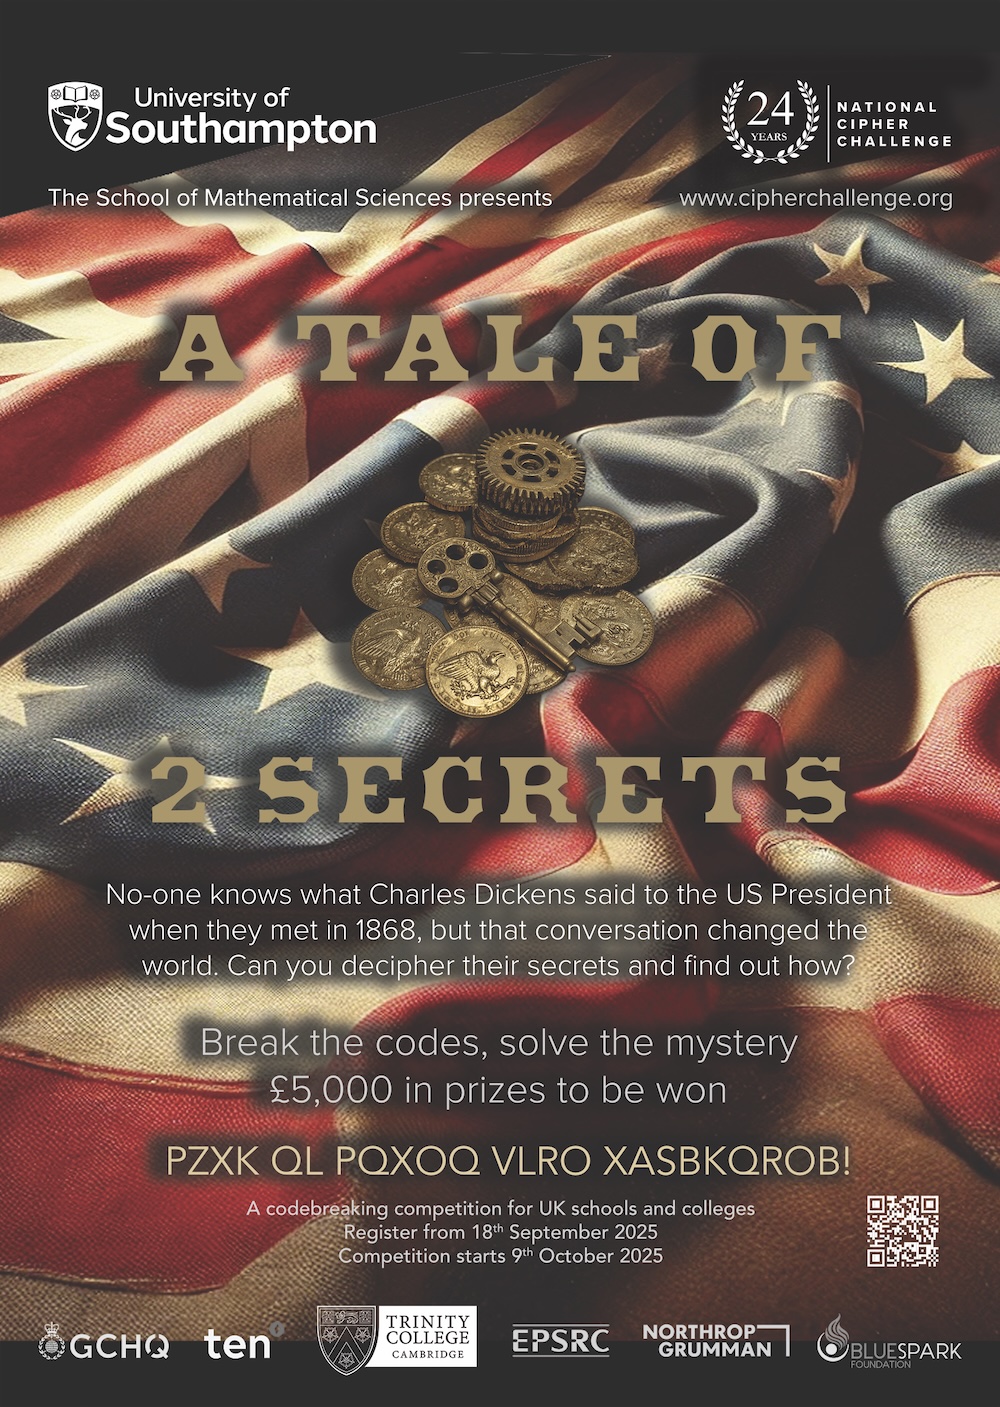 University of
Southampton
24
YEARS
NATIONAL
CIPHER
CHALLENGE
The School of Mathematical Sciences presents
www.cipherchallenge.org
A TALE OF
2 SECRETS
No-one knows what Charles Dickens said to the US President
when they met in 1868, but that conversation changed the
world. Can you decipher their secrets and find out how?
Break the codes, solve the mystery
£5,000 in prizes to be won
PZXK QL PQXOQ VLRO XASBKQROB!
A codebreaking competition for UK schools and colleges
Register from 18th September 2025
Competition starts 9th October 2025
GCHQ
ten
TRINITY
COLLEGE
CAMBRIDGE
EPSRC
NORTHROP
GRUMMAN
BLUESPARK
FOUNDATION